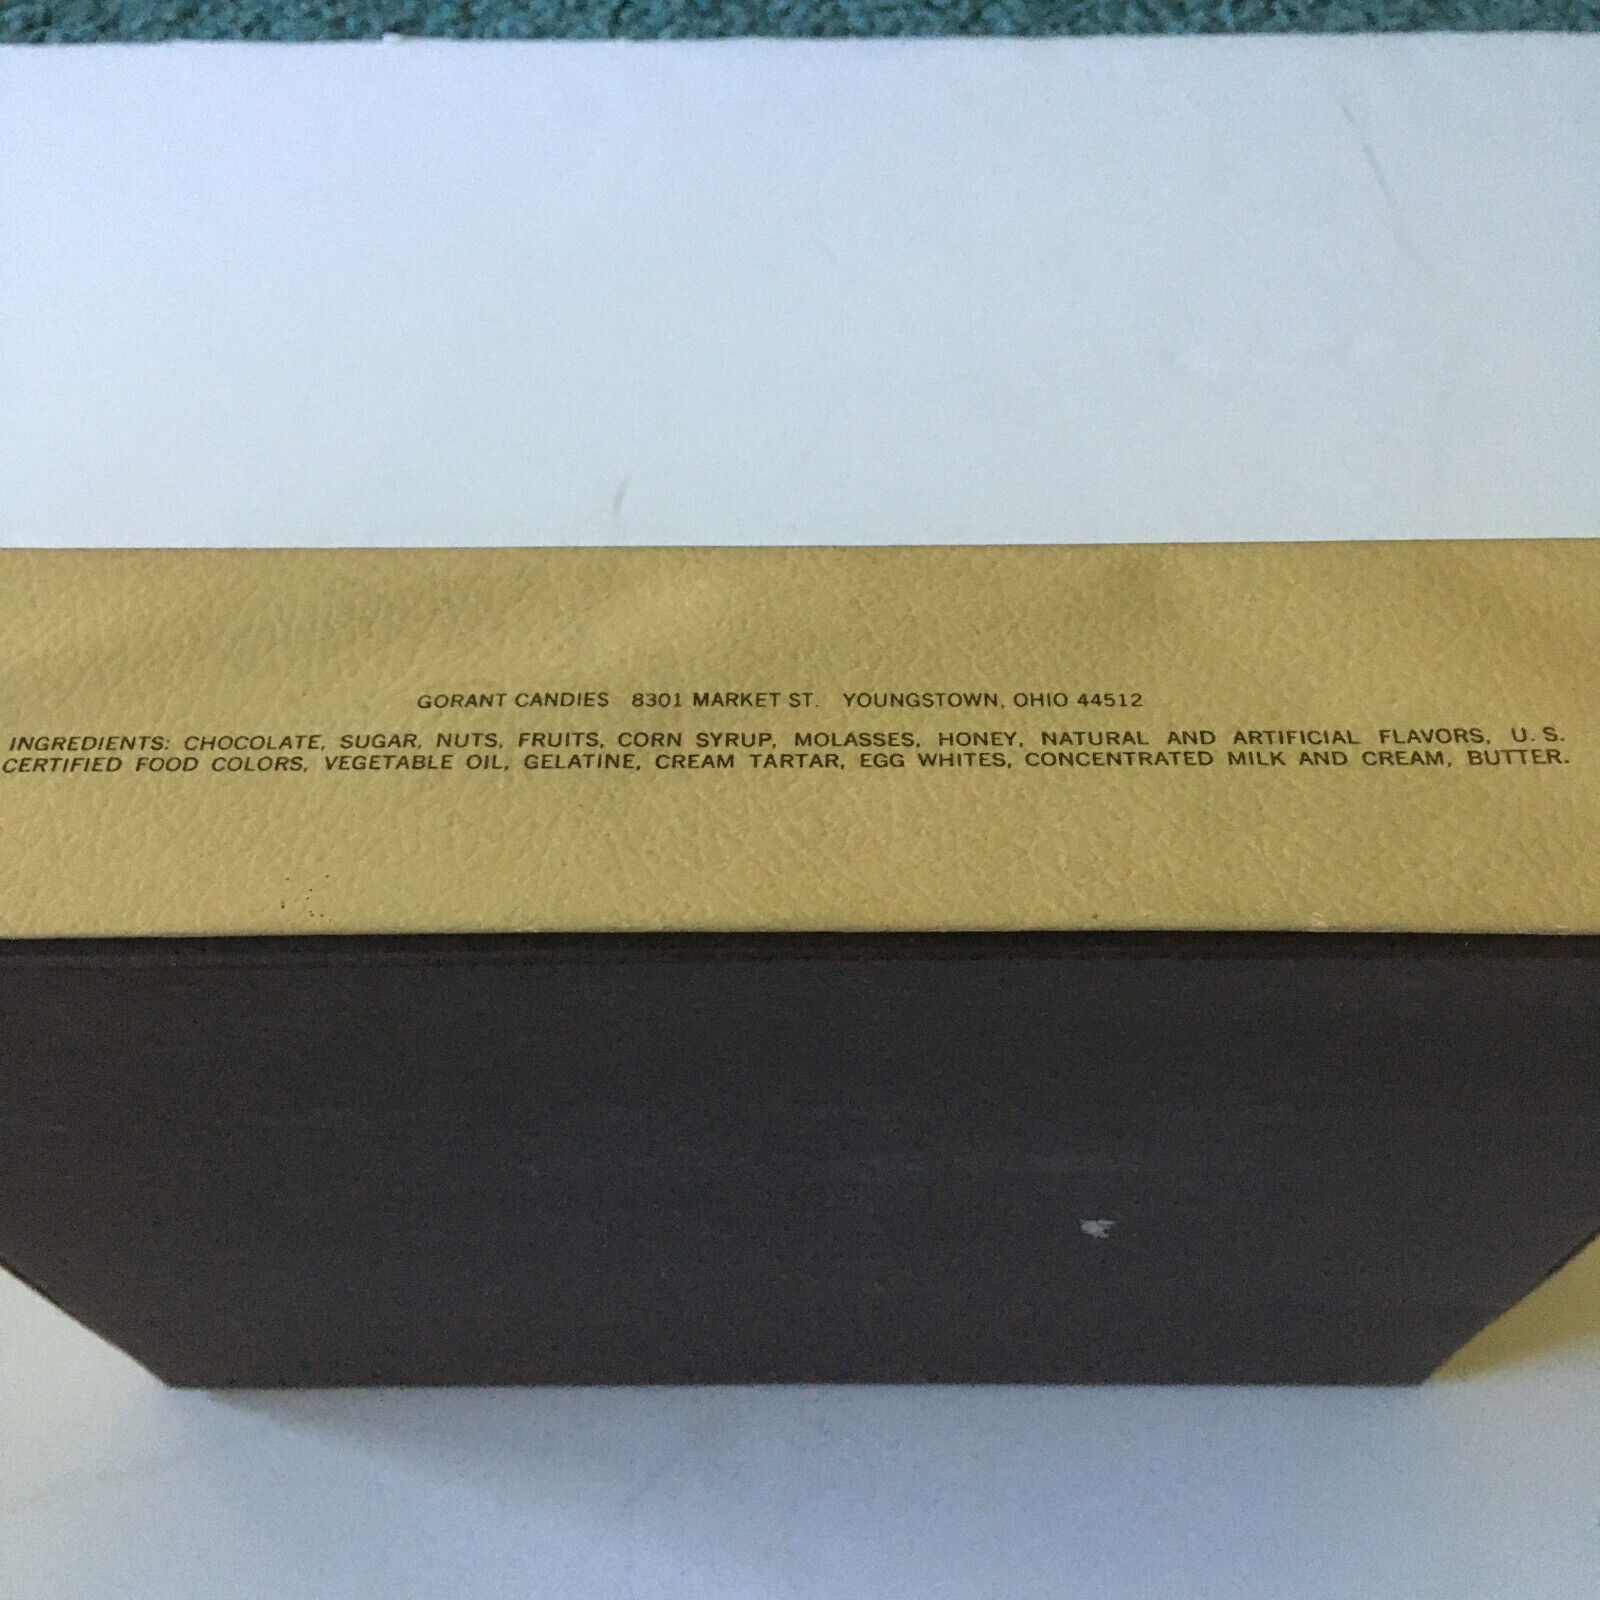 GORANT CANDIES 8301 MARKET ST. YOUNGSTOWN, OHIO 44512
INGREDIENTS: CHOCOLATE, SUGAR, NUTS, FRUITS, CORN SYRUP, MOLASSES, HONEY, NATURAL AND ARTIFICIAL FLAVORS, U. S.
CERTIFIED FOOD COLORS, VEGETABLE OIL, GELATINE, CREAM TARTAR, EGG WHITES, CONCENTRATED MILK AND CREAM, BUTTER.